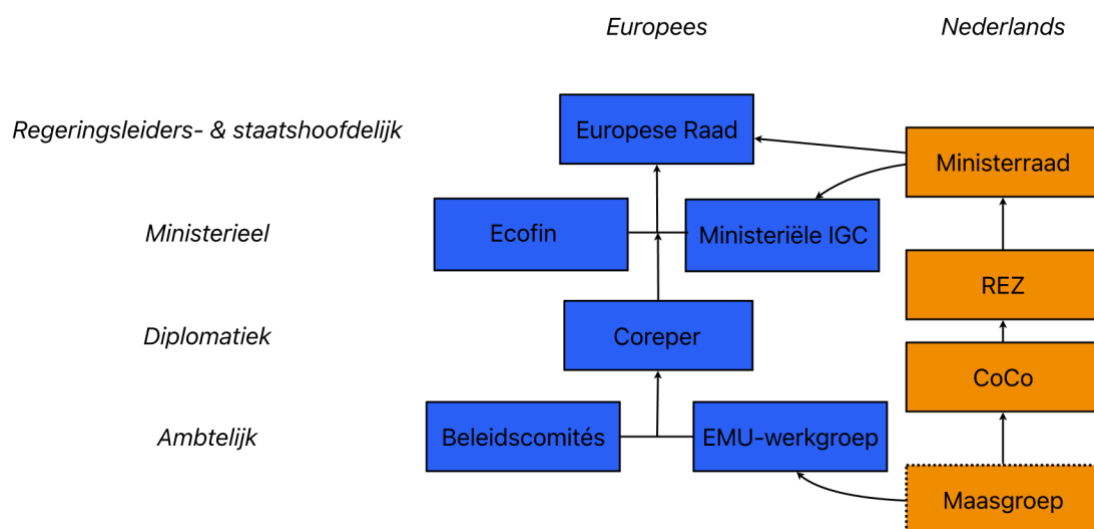 Europees
Nederlands
Regeringsleiders- & staatshoofdelijk
Europese Raad
Ministerraad
Ministerieel
Ecofin
Ministeriële IGC
REZ
Diplomatiek
Coreper
CoCo
Ambtelijk
Beleidscomités
EMU-werkgroep
Maasgroep